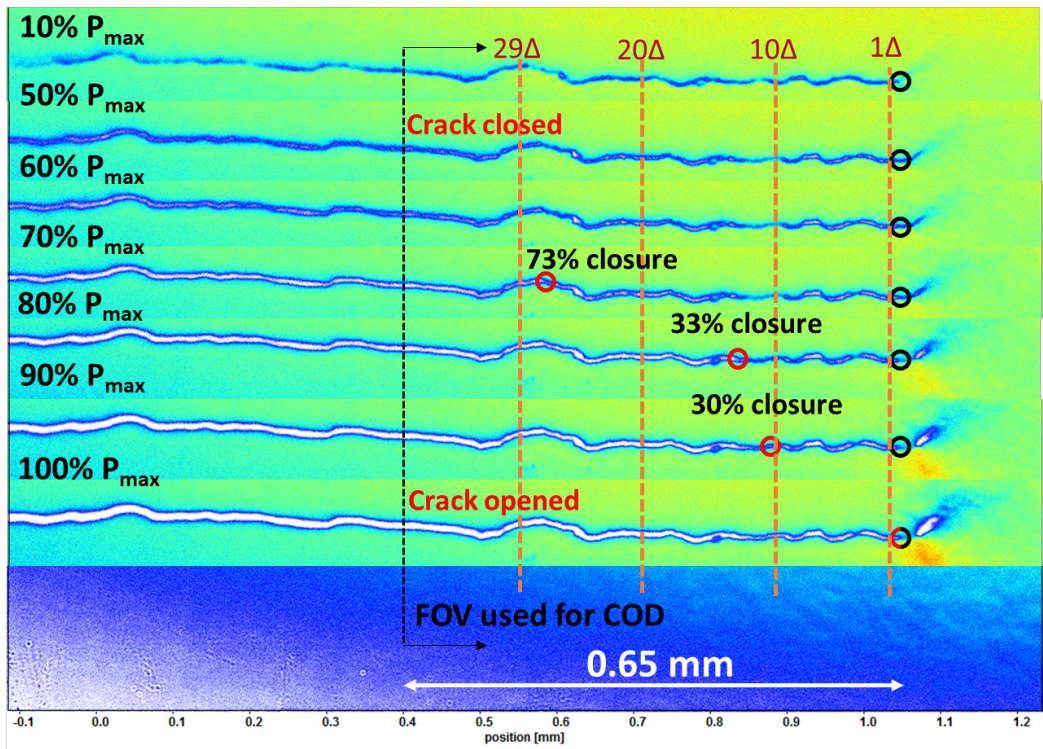 10% Pmax
29Δ 20Δ 10Δ 1Δ
50% Pmax
Crack closed
60% Pmax
70% Pmax
73% closure
80% Pmax
33% closure
90% Pmax
30% closure
100% Pmax
Crack opened
FOV used for COD
0.65 mm
-0.1 0.0 0.1 0.2 0.3 0.4 0.5 0.6 0.7 0.8 0.9 1.0 1.1 1.2
position [mm]